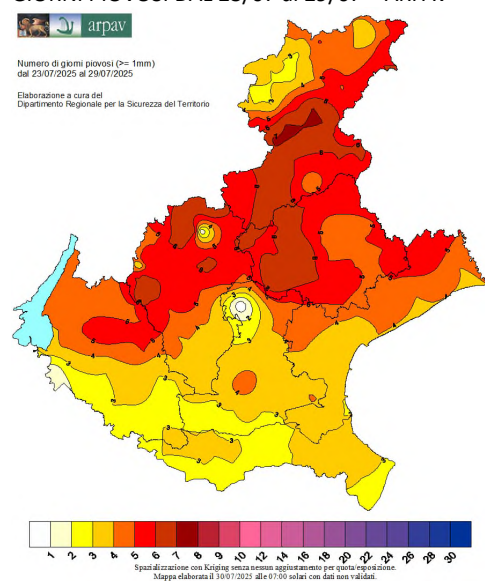 arpav
Numero di giorni piovosi (>= 1mm)
dal 23/07/2025 al 29/07/2025
Elaborazione a cura del
Dipartimento Regionale per la Sicurezza del Territorio
1 2 3 4 5 6 7 8 9 10 12 14 16 18 20 22 24 26 28 30
Spazializzazione con Kriging senza nessun aggiustamento per quota/esposizione.
Mappa elaborata il 30/07/2025 alle 07:00 solari con dati non validati.